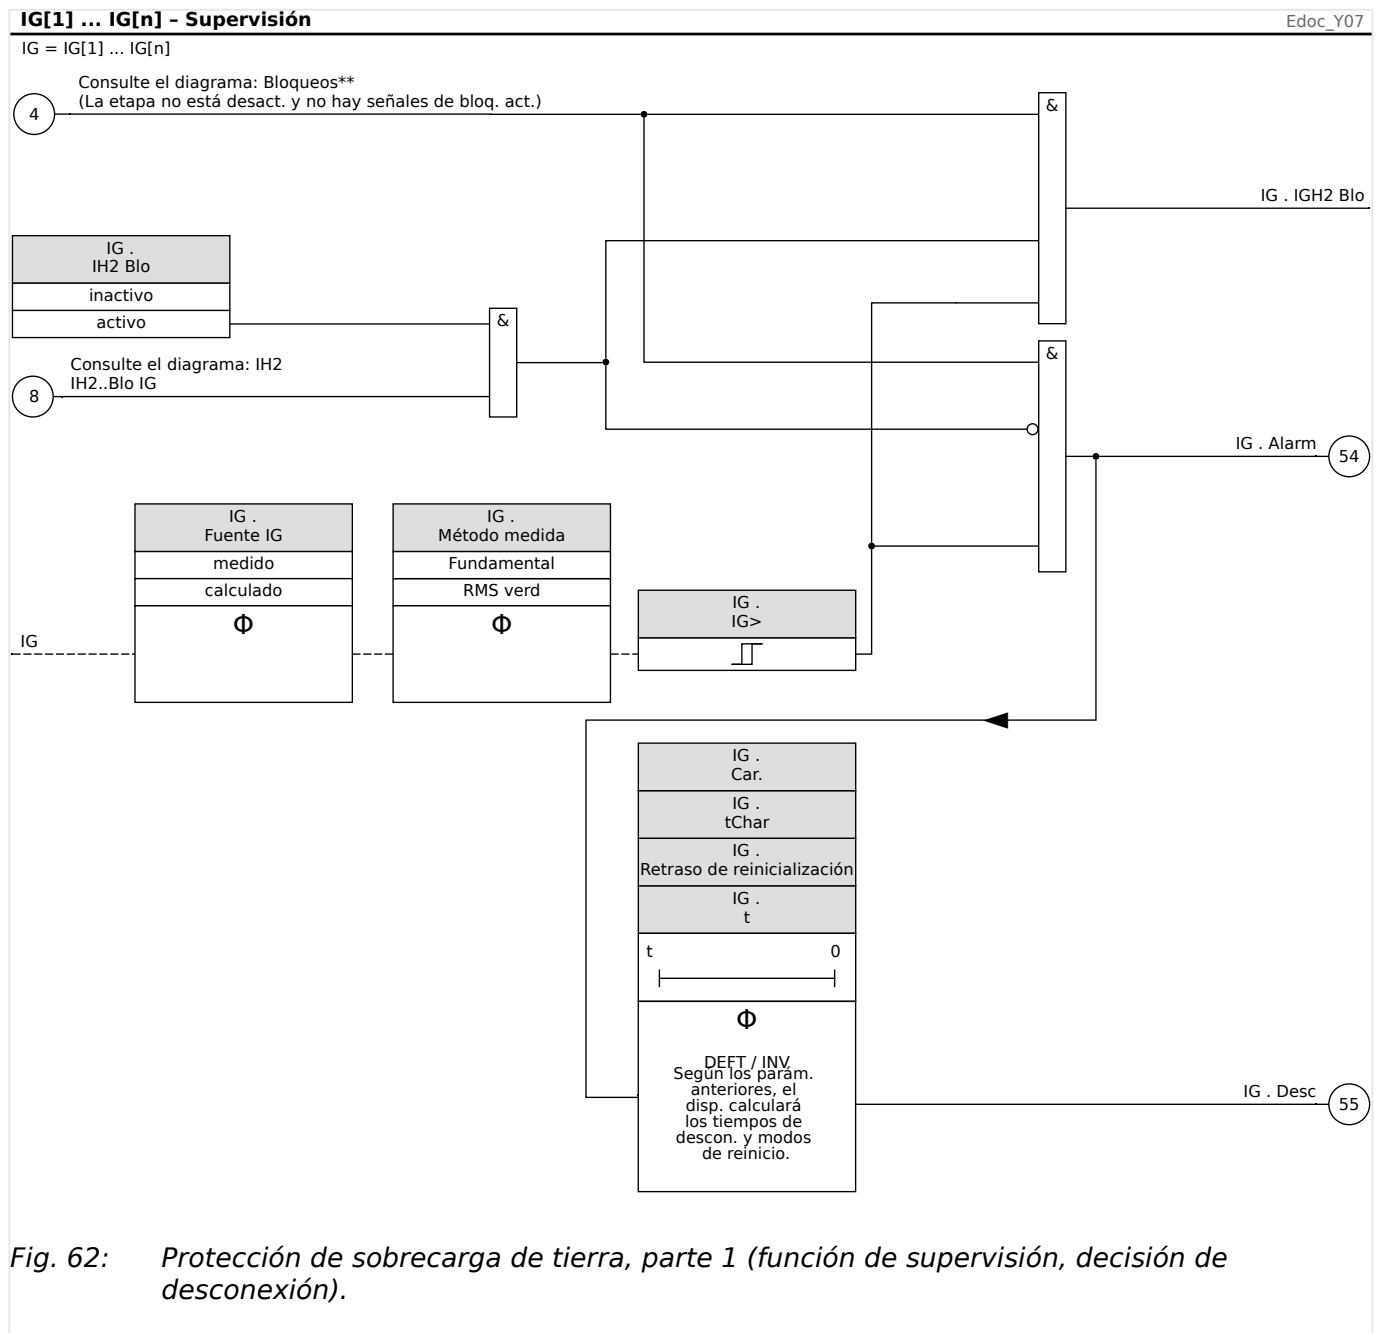 IG[1] ... IG[n] – Supervisión
Edoc_Y07
IG = IG[1] ... IG[n]
Consulte el diagrama: Bloqueos**
(La etapa no está desact. y no hay señales de bloq. act.)
4
&
IG . IGH2 Blo
IG .
IH2 Blo
inactivo
activo
&
&
Consulte el diagrama: IH2
IH2..Blo IG
8
IG . Alarm
54
IG .
Fuente IG
medido
calculado
Φ
IG .
Método medida
Fundamental
RMS verd
Φ
IG .
IG>
IG
IG .
Car.
IG .
tChar
IG .
Retraso de reinicialización
IG .
t
t
0
Φ
DEFT / INV
Según los parám.
anteriores, el
disp. calculará
los tiempos de
descon. y modos
de reinicio.
IG . Desc
55
Fig. 62: Protección de sobrecarga de tierra, parte 1 (función de supervisión, decisión de
desconexión).